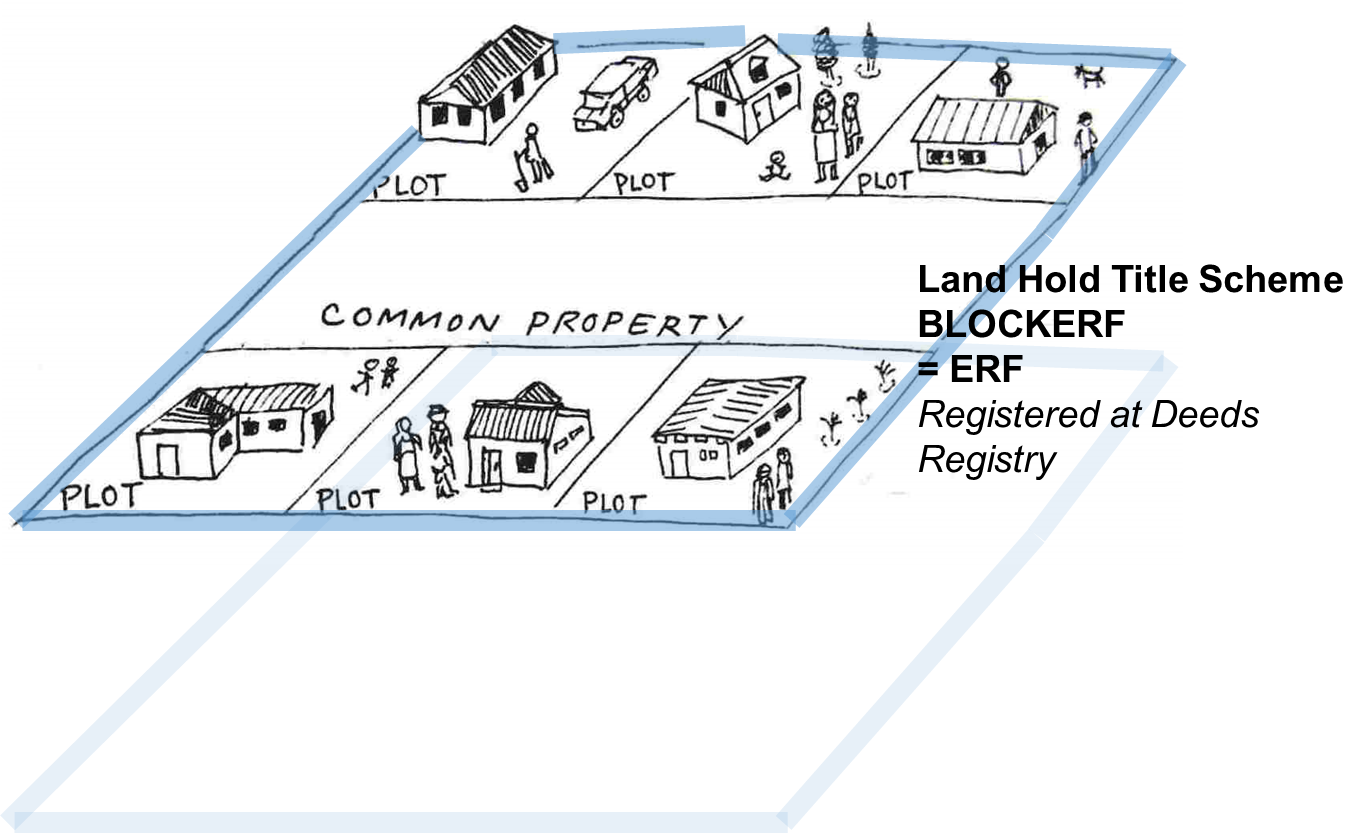 PLOT
PLOT
PLOT
Land Hold Title Scheme
BLOCKERF
= ERF
Registered at Deeds
Registry
COMMON PROPERTY
PLOT
PLOT
PLOT